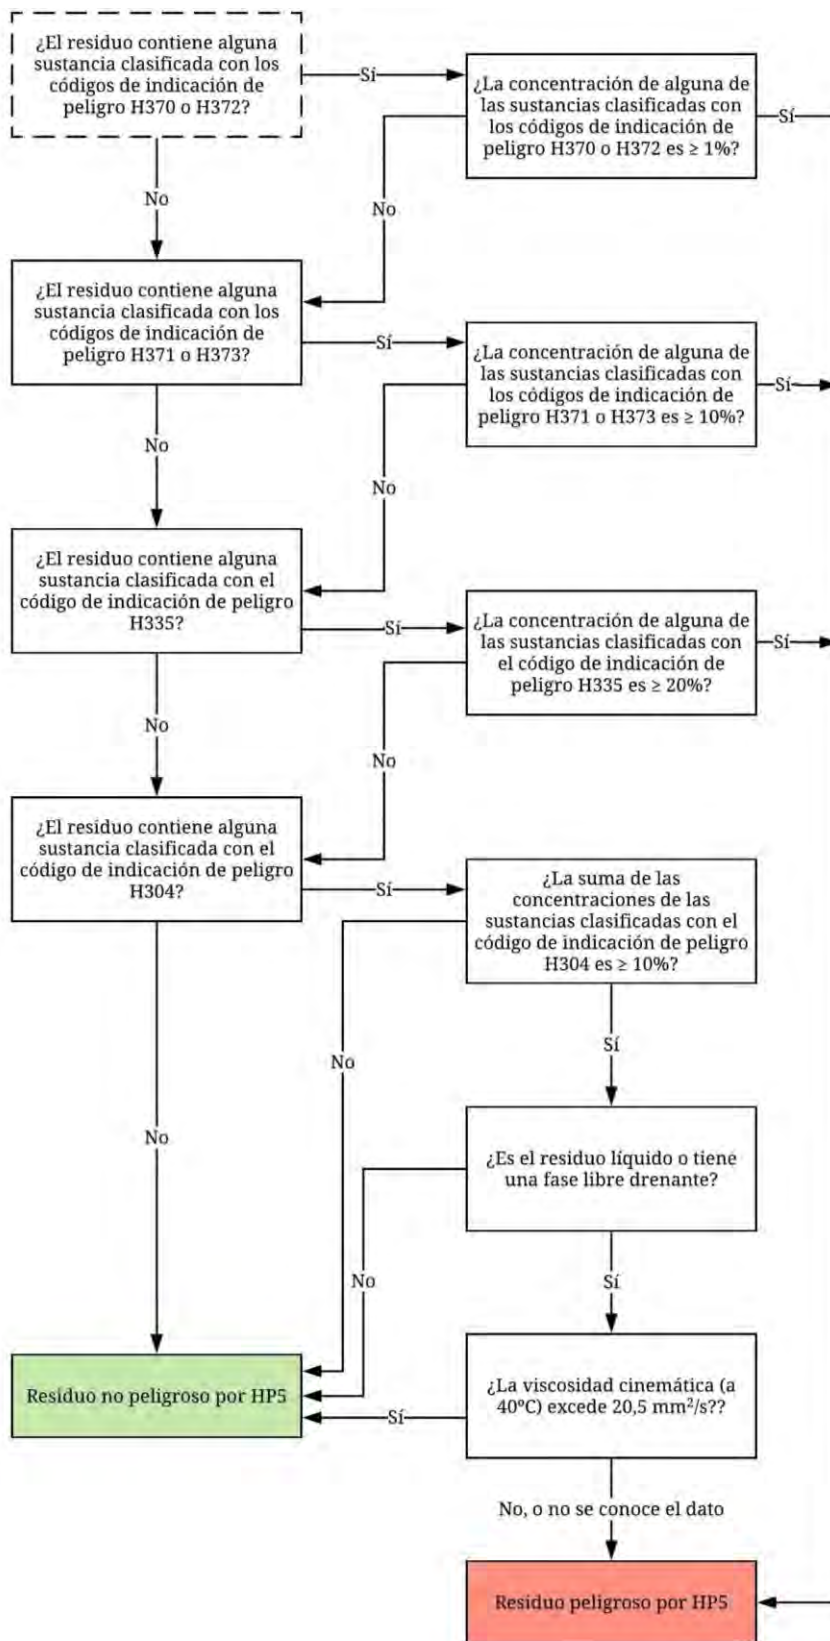 ¿El residuo contiene alguna
sustancia clasificada con los
códigos de indicación de
peligro H370 o H372?
Sí
¿La concentración de alguna de
las sustancias clasificadas con
los códigos de indicación de
peligro H370 o H372 es ≥ 1%?
Sí
No
No
¿El residuo contiene alguna
sustancia clasificada con los
códigos de indicación de
peligro H371 o H373?
Sí
¿La concentración de alguna de
las sustancias clasificadas con
los códigos de indicación de
peligro H371 o H373 es ≥ 10%?
Sí
No
No
¿El residuo contiene alguna
sustancia clasificada con el
código de indicación de peligro
H335?
Sí
¿La concentración de alguna de
las sustancias clasificadas con
el código de indicación de
peligro H335 es ≥ 20%?
Sí
No
No
¿El residuo contiene alguna
sustancia clasificada con el
código de indicación de peligro
H304?
Sí
¿La suma de las
concentraciones de las
sustancias clasificadas con el
código de indicación de peligro
H304 es ≥ 10%?
Sí
No
No
¿Es el residuo líquido o tiene
una fase libre drenante?
Sí
No
Residuo no peligroso por HP5
Sí
¿La viscosidad cinemática (a
40ºC) excede 20,5 mm²/s??
No, o no se conoce el dato
Residuo peligroso por HP5